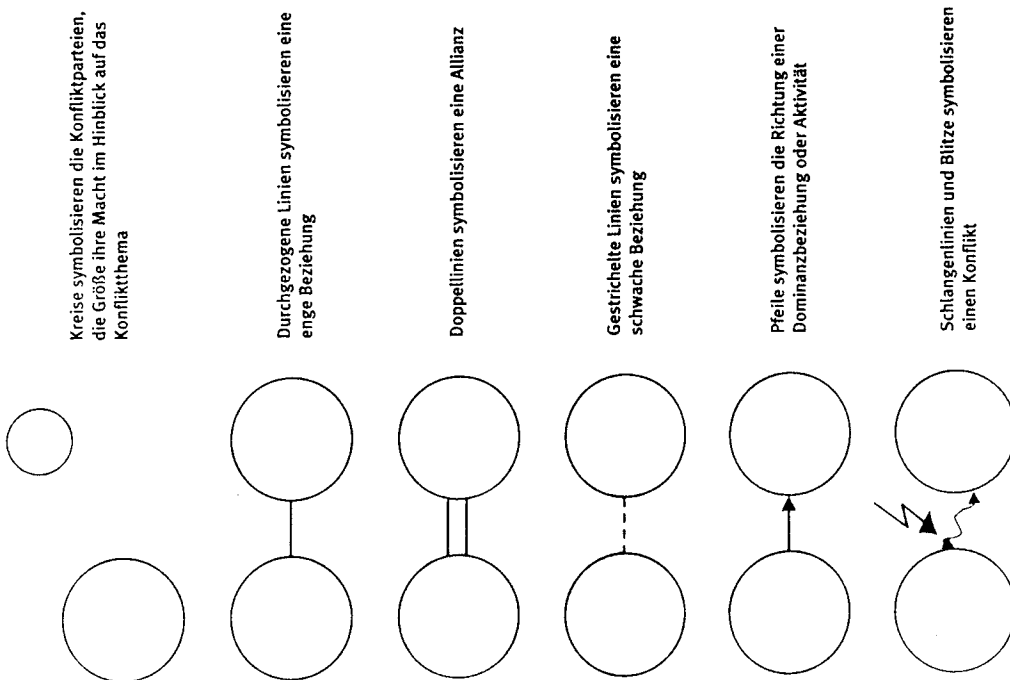 Kreise symbolisieren die Konfliktparteien,
die Größe ihre Macht im Hinblick auf das
Konfliktthema
Durchgezogene Linien symbolisieren eine
enge Beziehung
Doppellinien symbolisieren eine Allianz
Gestrichelte Linien symbolisieren eine
schwache Beziehung
Pfeile symbolisieren die Richtung einer
Dominanzbeziehung oder Aktivität
Schlangenlinien und Blitze symbolisieren
einen Konflikt